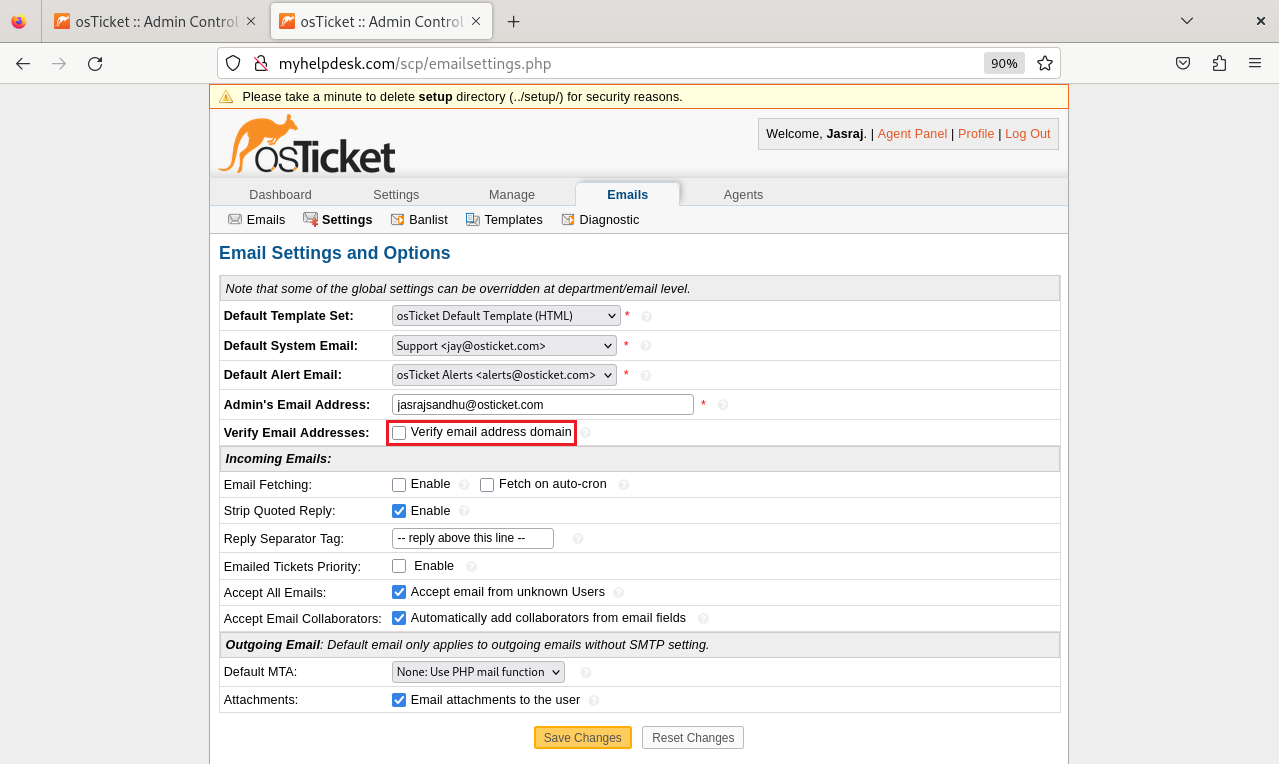 osTicket :: Admin Control
osTicket :: Admin Control
myhelpdesk.com/scp/emailsettings.php 90%
Please take a minute to delete setup directory (../setup/) for security reasons.
osTicket
Welcome, Jasraj. | Agent Panel | Profile | Log Out
Dashboard Settings Manage Emails Agents
Emails Settings Banlist Templates Diagnostic
Email Settings and Options
Note that some of the global settings can be overridden at department/email level.
Default Template Set: osTicket Default Template (HTML) *
Default System Email: Support <jay@osticket.com> *
Default Alert Email: osTicket Alerts <alerts@osticket.com> *
Admin's Email Address: jasrajsandhu@osticket.com *
Verify Email Addresses: Verify email address domain
Incoming Emails:
Email Fetching: Enable Fetch on auto-cron
Strip Quoted Reply: Enable
Reply Separator Tag: -- reply above this line --
Emailed Tickets Priority: Enable
Accept All Emails: Accept email from unknown Users
Accept Email Collaborators: Automatically add collaborators from email fields
Outgoing Email: Default email only applies to outgoing emails without SMTP setting.
Default MTA: None: Use PHP mail function
Attachments: Email attachments to the user
Save Changes Reset Changes